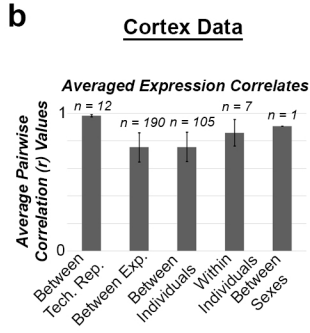 b
Cortex Data
Averaged Expression Correlates
Average Pairwise
Correlation (r) Values
1
0
n = 12
n = 190
n = 105
n = 7
n = 1
Between
Tech. Rep.
Between Exp.
Between
Individuals
Within
Individuals
Between
Sexes